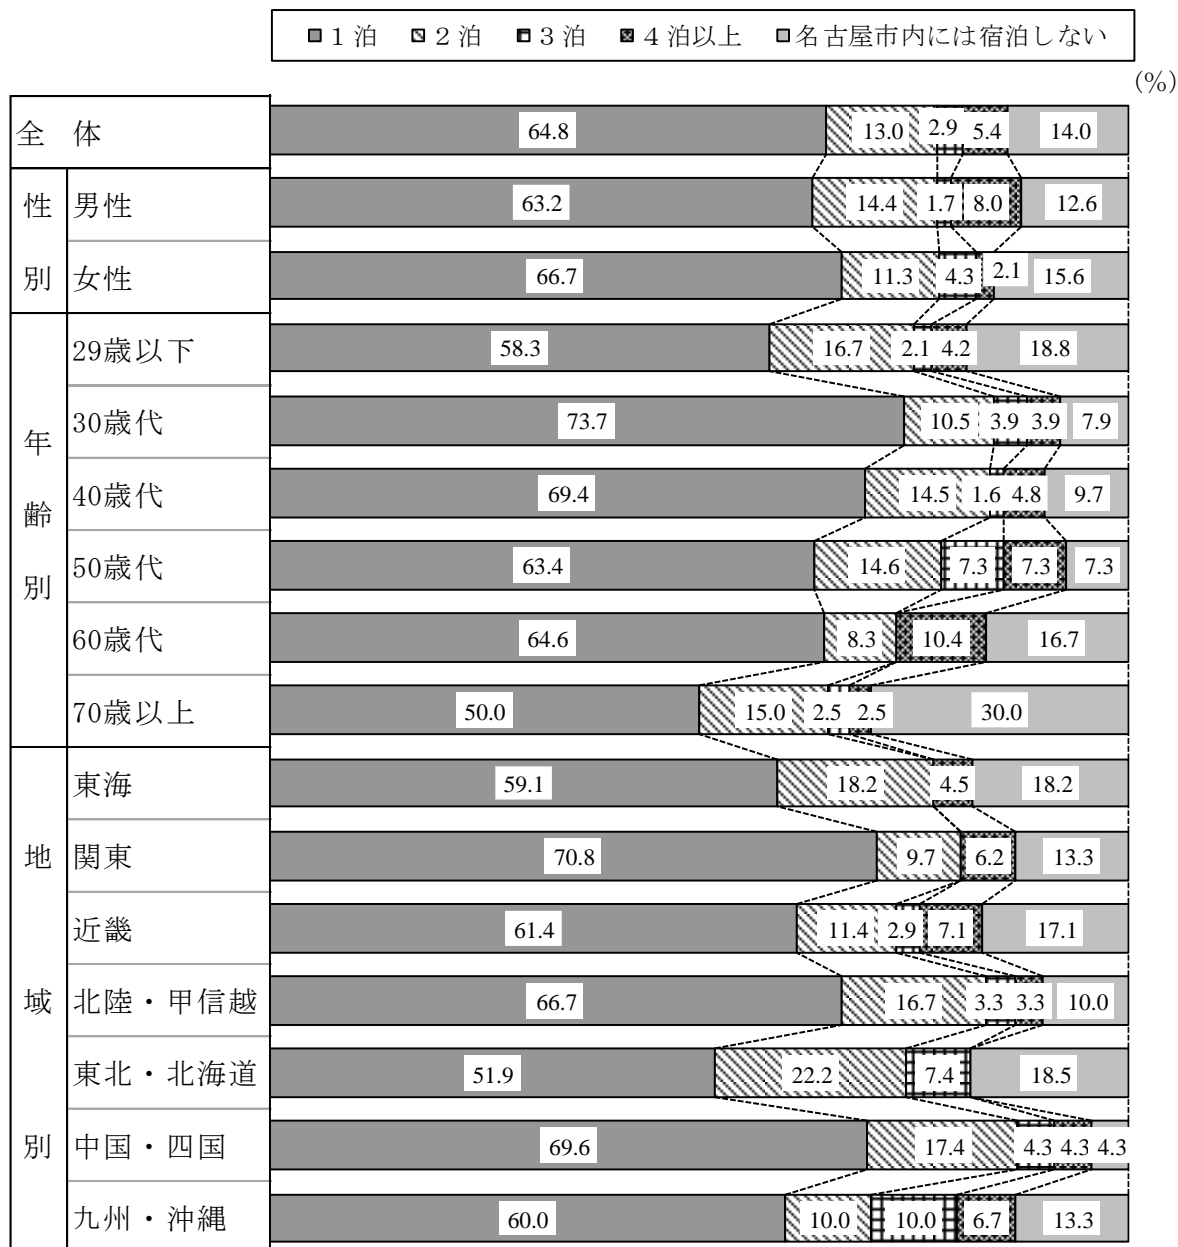 ■１泊 ２泊 ３泊 ４泊以上 ■名古屋市内には宿泊しない
(%)
全 体 64.8 13.0 2.9 5.4 14.0
性別
男性 63.2 14.4 1.7 8.0 12.6
女性 66.7 11.3 4.3 2.1 15.6
年齢別
29歳以下 58.3 16.7 2.1 4.2 18.8
30歳代 73.7 10.5 3.9 3.9 7.9
40歳代 69.4 14.5 1.6 4.8 9.7
50歳代 63.4 14.6 7.3 7.3 7.3
60歳代 64.6 8.3 10.4 16.7
70歳以上 50.0 15.0 2.5 2.5 30.0
地域別
東海 59.1 18.2 4.5 18.2
関東 70.8 9.7 6.2 13.3
近畿 61.4 11.4 2.9 7.1 17.1
北陸・甲信越 66.7 16.7 3.3 3.3 10.0
東北・北海道 51.9 22.2 7.4 18.5
中国・四国 69.6 17.4 4.3 4.3 4.3
九州・沖縄 60.0 10.0 10.0 6.7 13.3